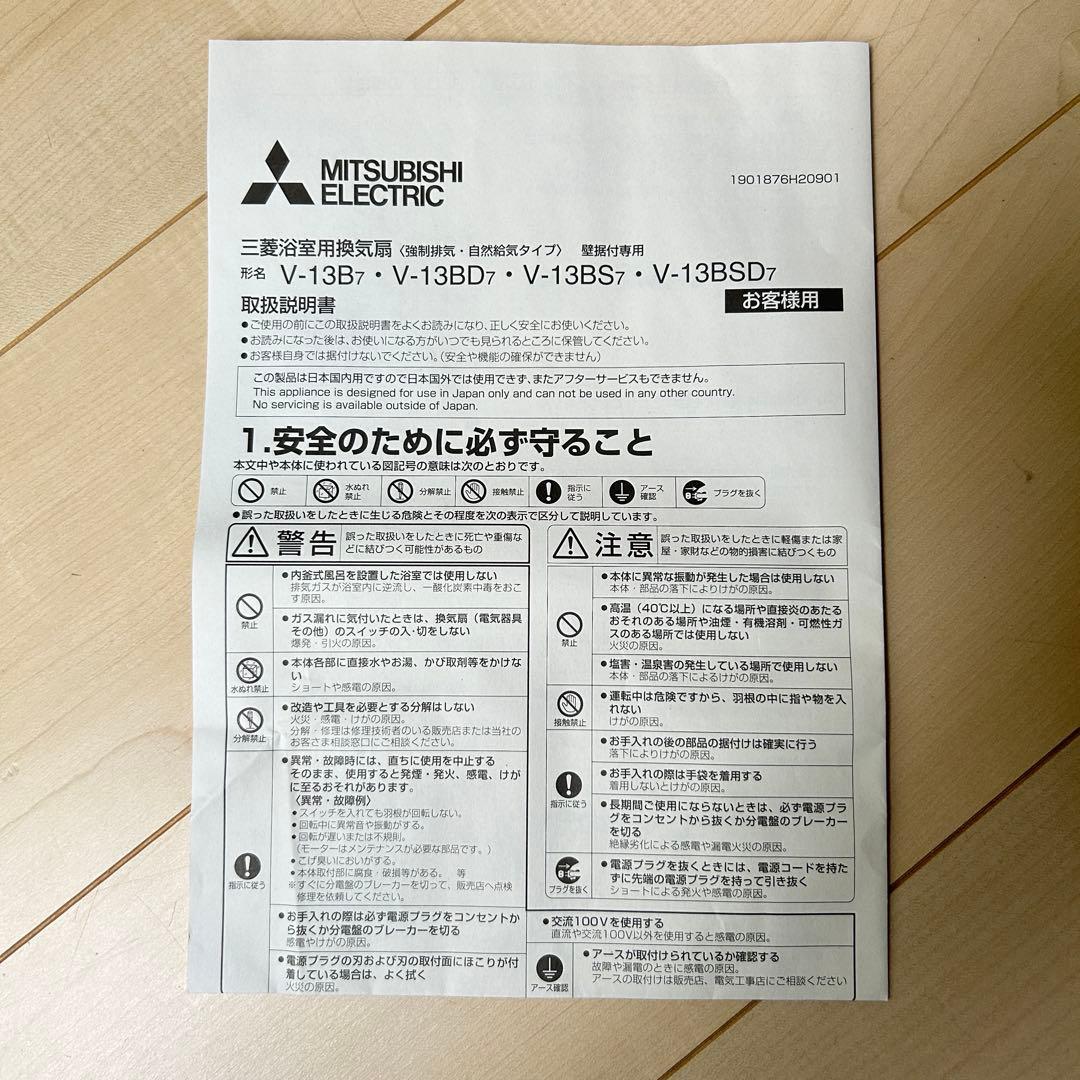 MITSUBISHI
ELECTRIC
1901876H20901
三菱浴室用換気扇〈強制排気・自然給気タイプ〉 壁据付専用
形名 V-13B7・V-13BD7・V-13BS7・V-13BSD7
取扱説明書
お客様用
●ご使用の前にこの取扱説明書をよくお読みになり、正しく安全にお使いください。
●お読みになった後は、お使いになる方がいつでも見られるところに保管してください。
●お客様自身では据付けないでください。（安全や機能の確保ができません）
この製品は日本国内用ですので日本国外では使用できず、またアフターサービスもできません。
This appliance is designed for use in Japan only and can not be used in any other country.
No servicing is available outside of Japan.
1.安全のために必ず守ること
本文中や本体に使われている図記号の意味は次のとおりです。
禁止
水ぬれ
禁止
分解禁止
接触禁止
指示に
従う
アース
確認
プラグを抜く
●誤った取扱いをしたときに生じる危険とその程度を次の表示で区分して説明しています。
警告
誤った取扱いをしたときに死亡や重傷な
どに結びつく可能性があるもの
禁止
●内釜式風呂を設置した浴室では使用しない
排気ガスが浴室内に逆流し、一酸化炭素中毒をおこ
す原因。
●ガス漏れに気付いたときは、換気扇（電気器具
その他）のスイッチの入・切をしない
爆発・引火の原因。
水ぬれ禁止
●本体各部に直接水やお湯、かび取剤等をかけな
い
ショートや感電の原因。
分解禁止
●改造や工具を必要とする分解はしない
火災・感電・けがの原因。
分解・修理は修理技術者のいる販売店または当社の
お客さま相談窓口にご相談ください。
指示に従う
●異常・故障時には、直ちに使用を中止する
そのまま、使用すると発煙・発火、感電、けが
に至るおそれがあります。
〈異常・故障例〉
●スイッチを入れても羽根が回転しない。
●回転中に異常音や振動がする。
●回転が遅いまたは不規則。
（モーターはメンテナンスが必要な部品です。）
●こげ臭いにおいがする。
●本体取付部に腐食・破損等がある。 等
※すぐに分電盤のブレーカーを切って、販売店へ点検
修理を依頼してください。
●お手入れの際は必ず電源プラグをコンセントか
ら抜くか分電盤のブレーカーを切る
感電やけがの原因。
●電源プラグの刃および刃の取付面にほこりが付
着している場合は、よく拭く
火災の原因。
注意
誤った取扱いをしたときに軽傷または家
屋・家財などの物的損害に結びつくもの
禁止
●本体に異常な振動が発生した場合は使用しない
本体・部品の落下によりけがの原因。
●高温（40℃以上）になる場所や直接炎のあたる
おそれのある場所や油煙・有機溶剤・可燃性ガ
スのある場所では使用しない
火災の原因。
●塩害・温泉害の発生している場所で使用しない
本体・部品の落下によるけがの原因。
接触禁止
●運転中は危険ですから、羽根の中に指や物を入
れない
けがの原因。
指示に従う
●お手入れの後の部品の据付けは確実に行う
落下によりけがの原因。
●お手入れの際は手袋を着用する
着用しないとけがの原因。
●長期間ご使用にならないときは、必ず電源プラ
グをコンセントから抜くか分電盤のブレーカー
を切る
絶縁劣化による感電や漏電火災の原因。
プラグを抜く
●電源プラグを抜くときには、電源コードを持た
ずに先端の電源プラグを持って引き抜く
ショートによる発火や感電の原因。
●交流100Vを使用する
直流や交流100V以外を使用すると感電の原因。
アース確認
●アースが取付けられているか確認する
故障や漏電のときに感電の原因。
アースの取付けは販売店、電気工事店にご相談ください